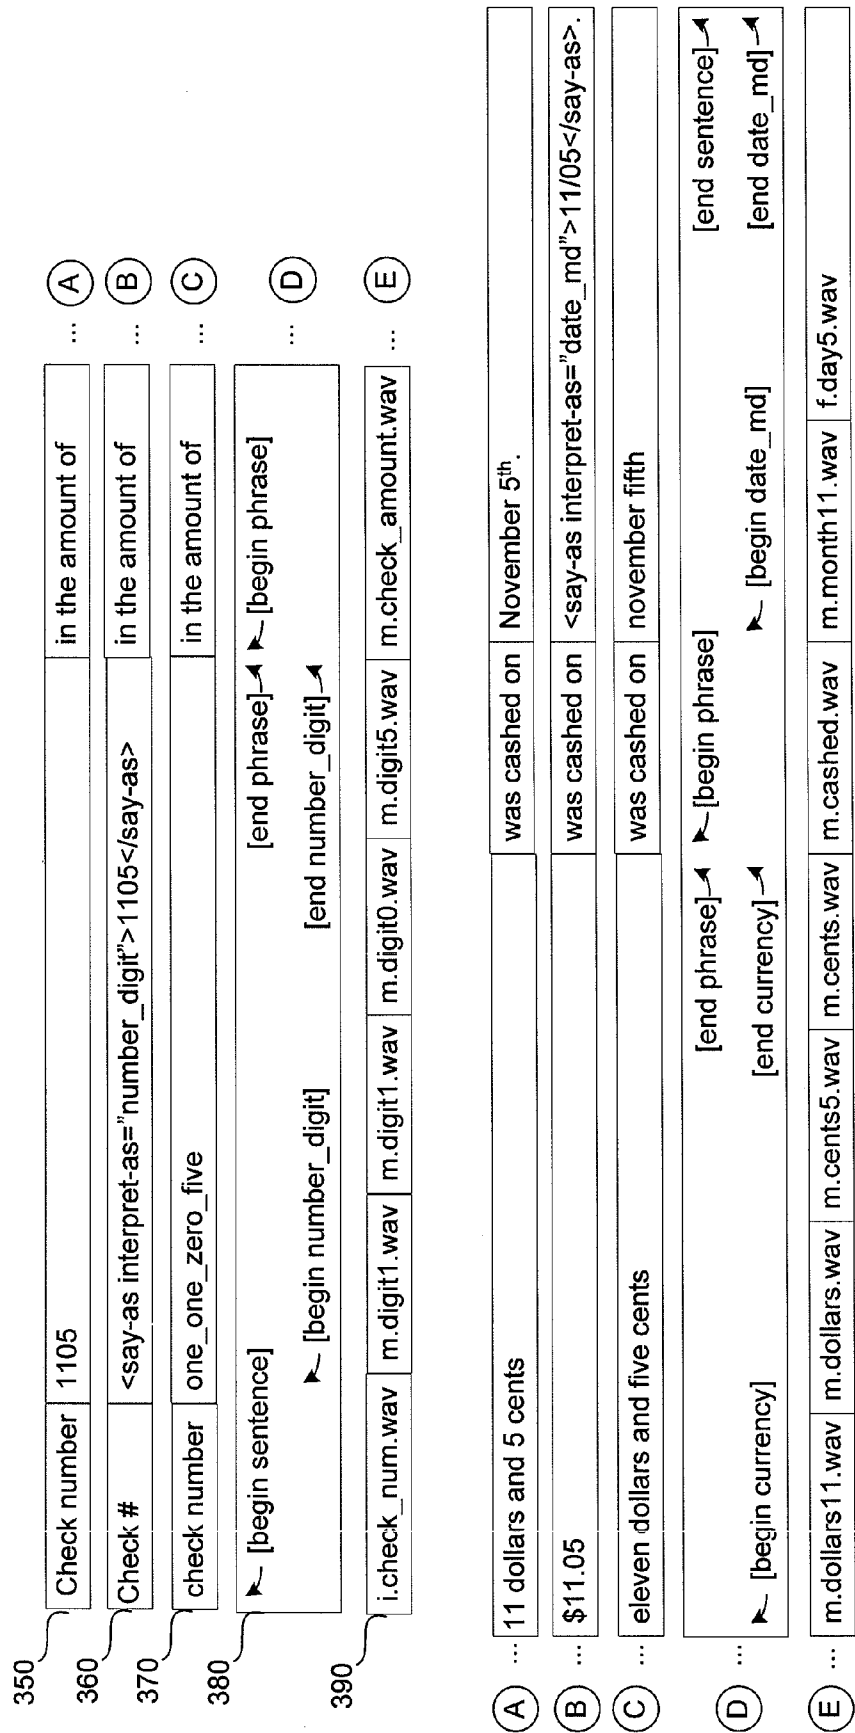 350 Check number 1105 in the amount of ... A
360 Check # <say-as interpret-as="number_digit">1105</say-as> in the amount of ... B
370 check number one_one_zero_five in the amount of ... C
380 [begin sentence] [end phrase] [begin phrase]
[begin number_digit] [end number_digit] ... D
390 i.check_num.wav m.digit1.wav m.digit1.wav m.digit0.wav m.digit5.wav m.check_amount.wav ... E
A ... 11 dollars and 5 cents was cashed on November 5th.
B ... $11.05 was cashed on <say-as interpret-as="date_md">11/05</say-as>.
C ... eleven dollars and five cents was cashed on november fifth
[end phrase] [begin phrase] [end sentence]
D ... [begin currency] [end currency] [begin date_md] [end date_md]
E ... m.dollars11.wav m.dollars.wav m.cents5.wav m.cents.wav m.cashed.wav m.month11.wav f.day5.wav